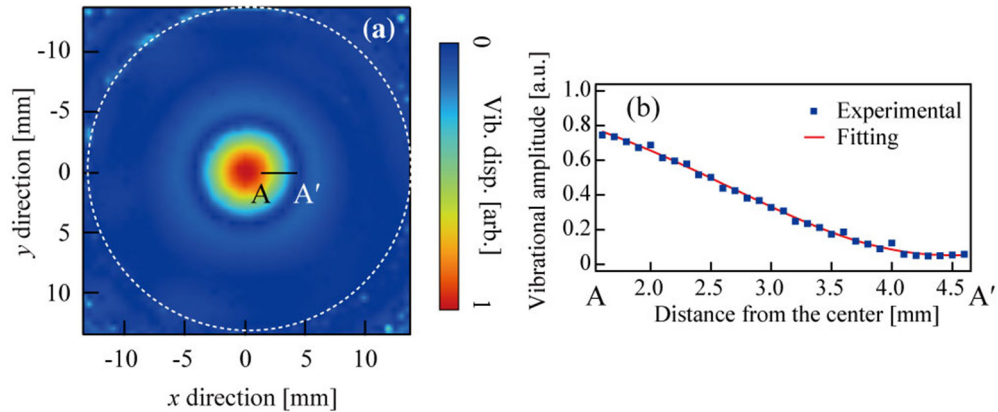 (a)
-10
-5
0
5
10
y direction [mm]
A A′
-10 -5 0 5 10
x direction [mm]
0
Vib. disp. [arb.]
1
(b)
Experimental
Fitting
Vibrational amplitude [a.u.]
1.0
0.8
0.6
0.4
0.2
0
A 2.0 2.5 3.0 3.5 4.0 4.5 A′
Distance from the center [mm]